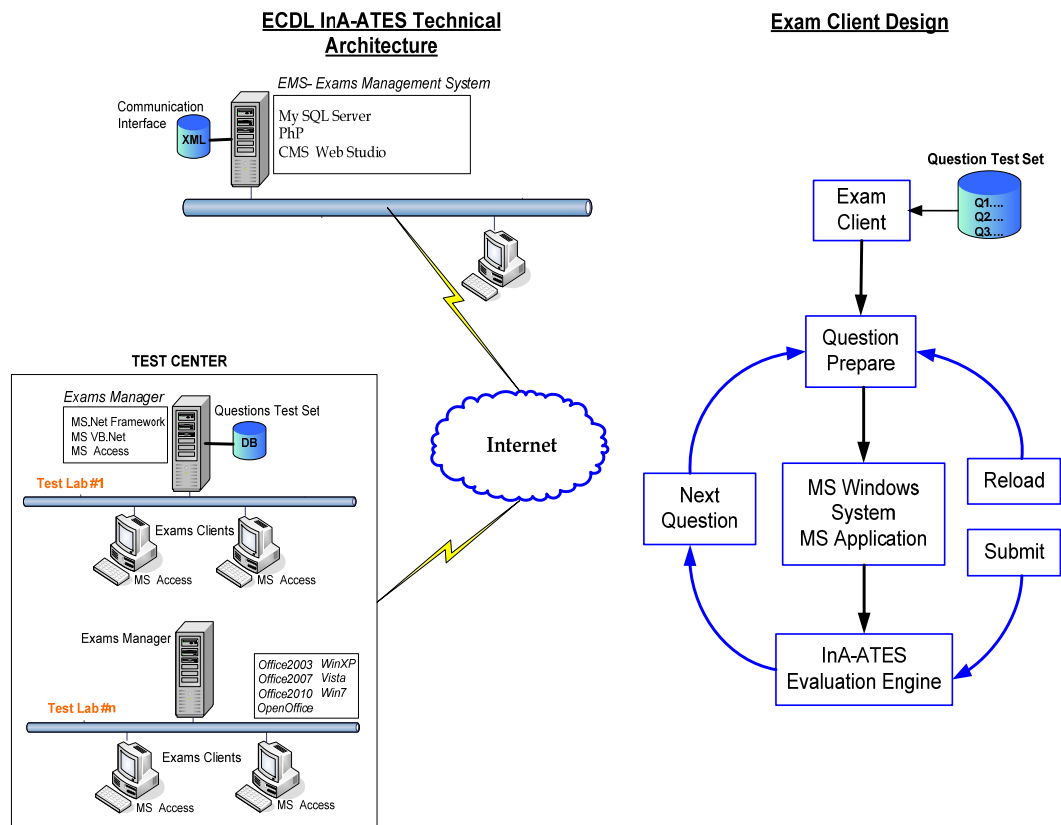 ECDL InA-ATES Technical
Architecture
EMS- Exams Management System
Communication
Interface
XML
My SQL Server
PhP
CMS Web Studio
TEST CENTER
Exams Manager
MS.Net Framework
MS VB.Net
MS Access
Questions Test Set
DB
Test Lab #1
Exams Clients
MS Access
MS Access
Exams Manager
Office2003 WinXP
Office2007 Vista
Office2010 Win7
OpenOffice
Test Lab #n
Exams Clients
MS Access
MS Access
Internet
Exam Client Design
Question Test Set
Q1....
Q2....
Q3....
Exam
Client
Question
Prepare
Next
Question
MS Windows
System
MS Application
Reload
Submit
InA-ATES
Evaluation Engine